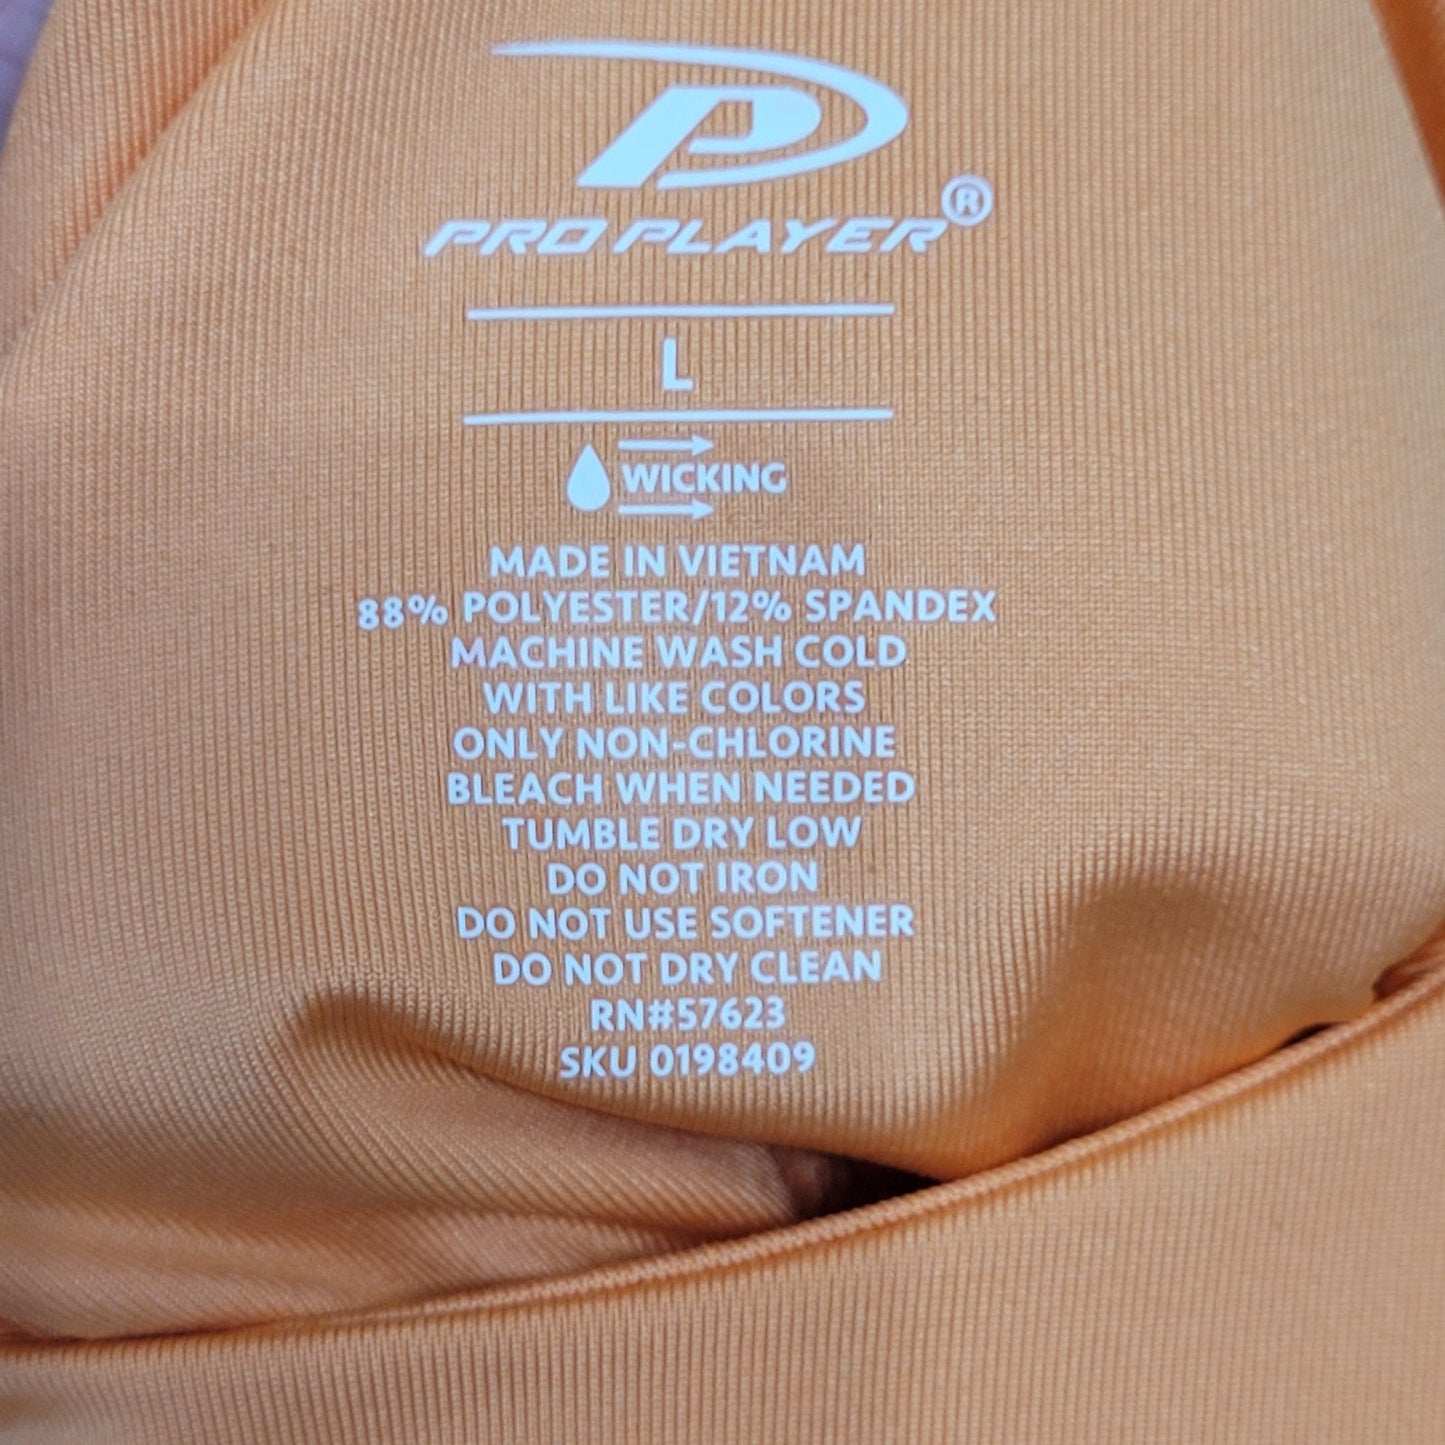 P
PRO PLAYER®
L
WICKING
MADE IN VIETNAM
88% POLYESTER/12% SPANDEX
MACHINE WASH COLD
WITH LIKE COLORS
ONLY NON-CHLORINE
BLEACH WHEN NEEDED
TUMBLE DRY LOW
DO NOT IRON
DO NOT USE SOFTENER
DO NOT DRY CLEAN
RN#57623
SKU 0198409